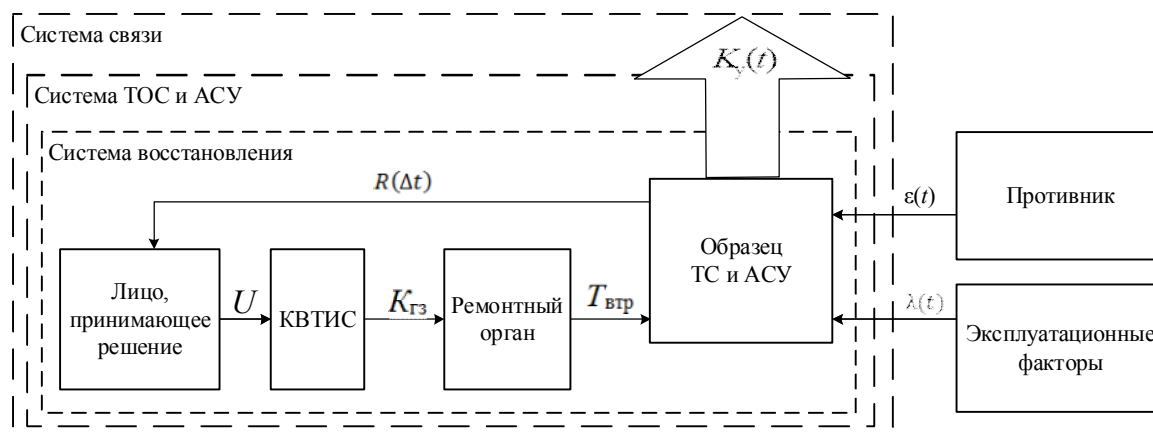 Система связи
K_у(t)
Система ТОС и АСУ
Система восстановления
R(Δt)
ε(t)
Противник
Образец
ТС и АСУ
Лицо,
принимающее
решение
U
КВТИС
K_гз
Ремонтный
орган
T_втр
λ(t)
Эксплуатационные
факторы